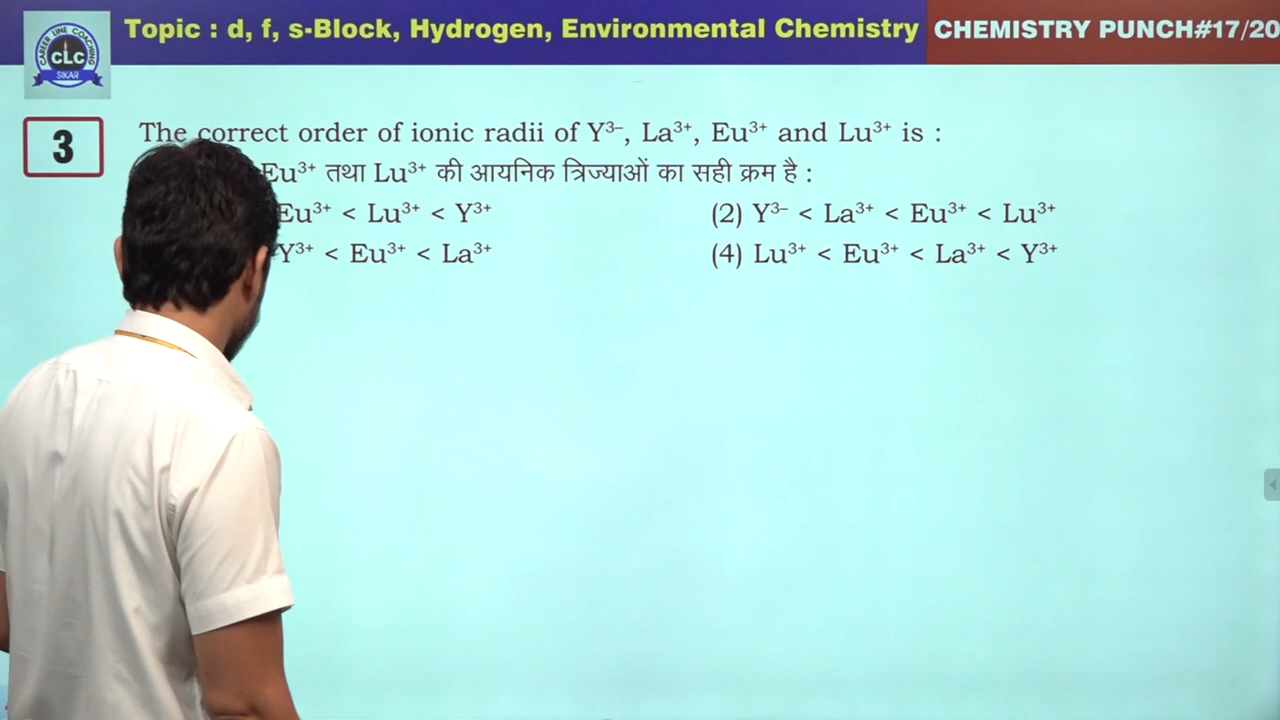 Topic : d, f, s-Block, Hydrogen, Environmental Chemistry
CHEMISTRY PUNCH#17/20
CAREER LINE COACHING
CLC
SIKAR
3
The correct order of ionic radii of Y³⁻, La³⁺, Eu³⁺ and Lu³⁺ is :
Eu³⁺ तथा Lu³⁺ की आयनिक त्रिज्याओं का सही क्रम है :
Eu³⁺ < Lu³⁺ < Y³⁺
(2) Y³⁻ < La³⁺ < Eu³⁺ < Lu³⁺
Y³⁺ < Eu³⁺ < La³⁺
(4) Lu³⁺ < Eu³⁺ < La³⁺ < Y³⁺